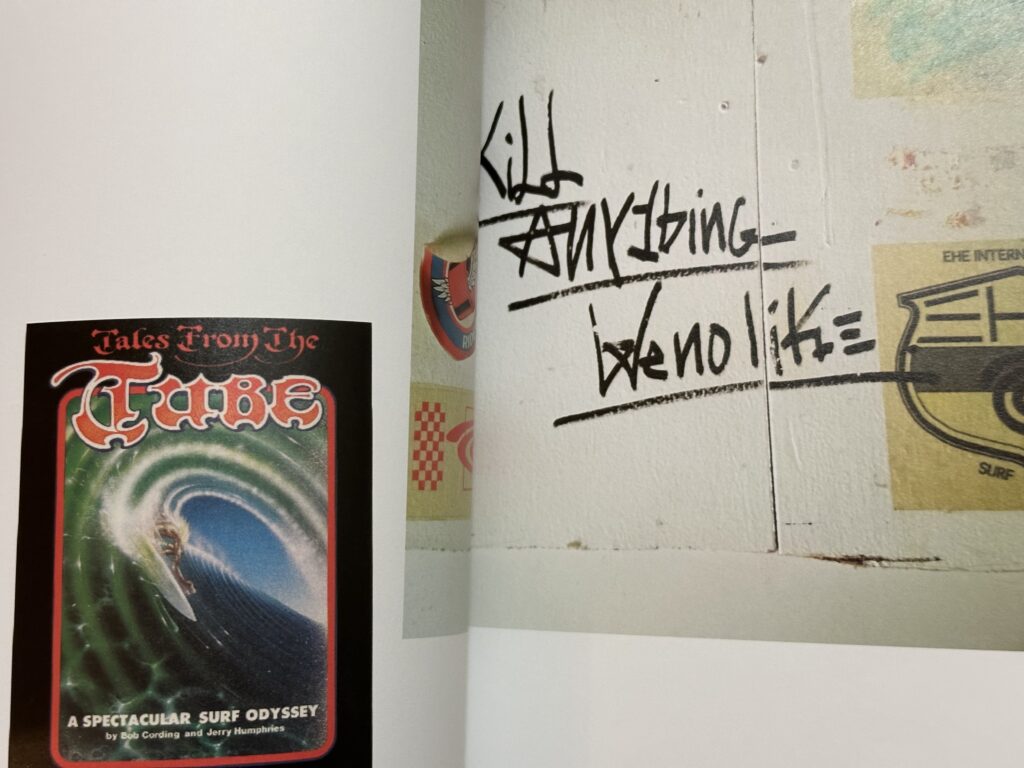 Tales From The
TUBE
A SPECTACULAR SURF ODYSSEY
by Bob Cording and Jerry Humphries
Kill
Anything
We no like
EHE INTERN
SURF